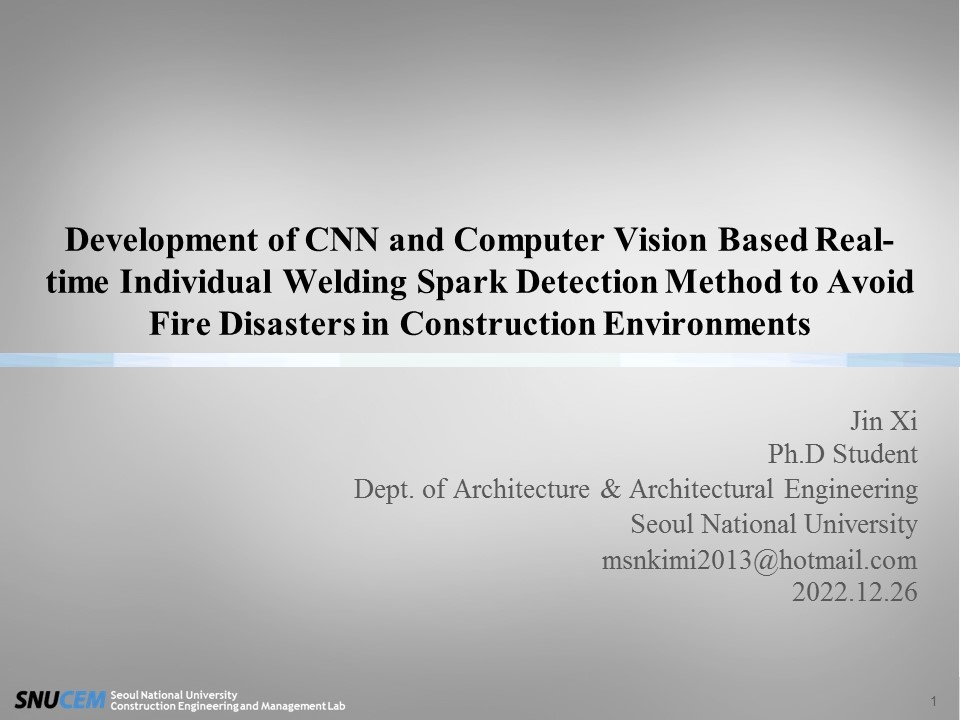 Development of CNN and Computer Vision Based Real-
time Individual Welding Spark Detection Method to Avoid
Fire Disasters in Construction Environments
Jin Xi
Ph.D Student
Dept. of Architecture & Architectural Engineering
Seoul National University
msnkimi2013@hotmail.com
2022.12.26
SNUCEM
Seoul National University
Construction Engineering and Management Lab
1